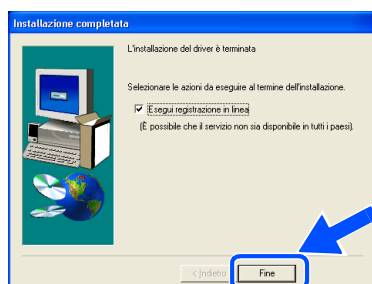 Installazione completata
L'installazione del driver è terminata
Selezionare le azioni da eseguire al termine dell'installazione.
Esegui registrazione in linea
(È possibile che il servizio non sia disponibile in tutti i paesi).
< Indietro
Fine